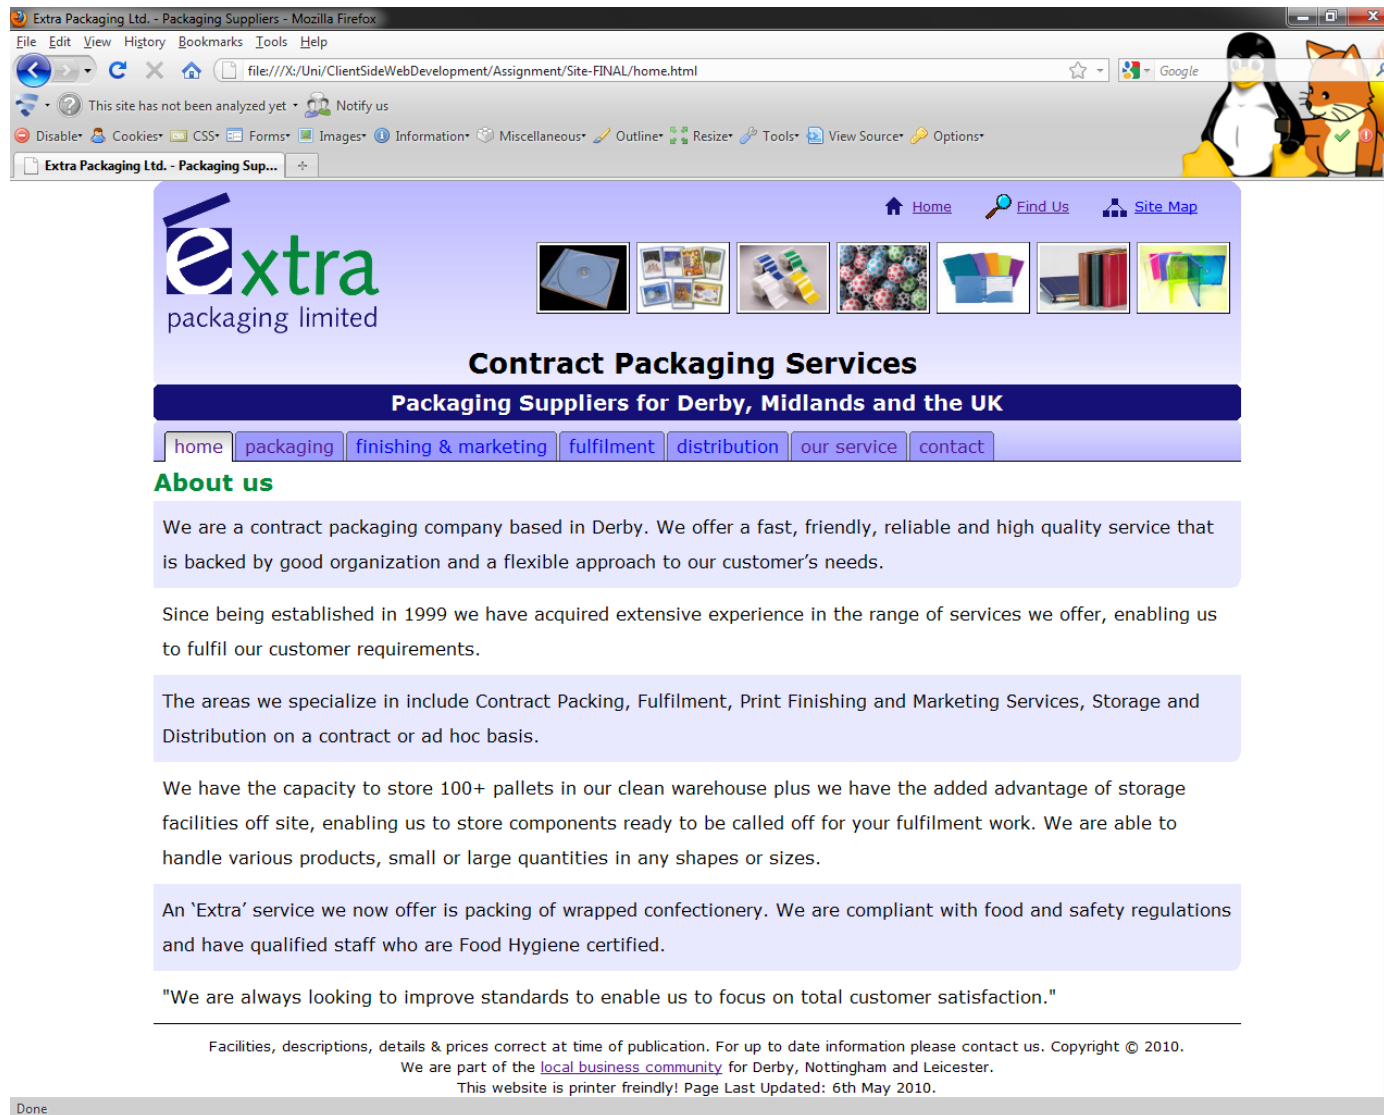 Extra Packaging Ltd. - Packaging Suppliers - Mozilla Firefox
File Edit View History Bookmarks Tools Help
file:///X:/Uni/ClientSideWebDevelopment/Assignment/Site-FINAL/home.html
Google
This site has not been analyzed yet Notify us
Disable Cookies CSS Forms Images Information Miscellaneous Outline Resize Tools View Source Options
Extra Packaging Ltd. - Packaging Sup...
Home Find Us Site Map
extra
packaging limited
Contract Packaging Services
Packaging Suppliers for Derby, Midlands and the UK
home packaging finishing & marketing fulfilment distribution our service contact
About us
We are a contract packaging company based in Derby. We offer a fast, friendly, reliable and high quality service that
is backed by good organization and a flexible approach to our customer’s needs.
Since being established in 1999 we have acquired extensive experience in the range of services we offer, enabling us
to fulfil our customer requirements.
The areas we specialize in include Contract Packing, Fulfilment, Print Finishing and Marketing Services, Storage and
Distribution on a contract or ad hoc basis.
We have the capacity to store 100+ pallets in our clean warehouse plus we have the added advantage of storage
facilities off site, enabling us to store components ready to be called off for your fulfilment work. We are able to
handle various products, small or large quantities in any shapes or sizes.
An ‘Extra’ service we now offer is packing of wrapped confectionery. We are compliant with food and safety regulations
and have qualified staff who are Food Hygiene certified.
"We are always looking to improve standards to enable us to focus on total customer satisfaction."
Facilities, descriptions, details & prices correct at time of publication. For up to date information please contact us. Copyright © 2010.
We are part of the local business community for Derby, Nottingham and Leicester.
This website is printer freindly! Page Last Updated: 6th May 2010.
Done